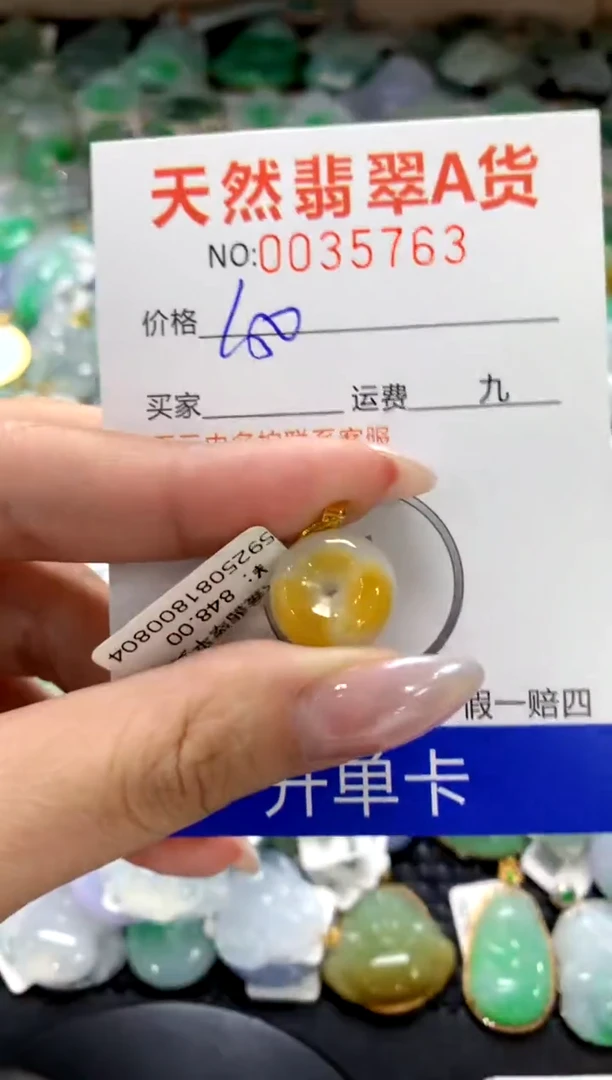 天然翡翠A货
NO:0035763
价格
买家 运费 九
假一赔四
开单卡
5925081800804
￥: 848.00